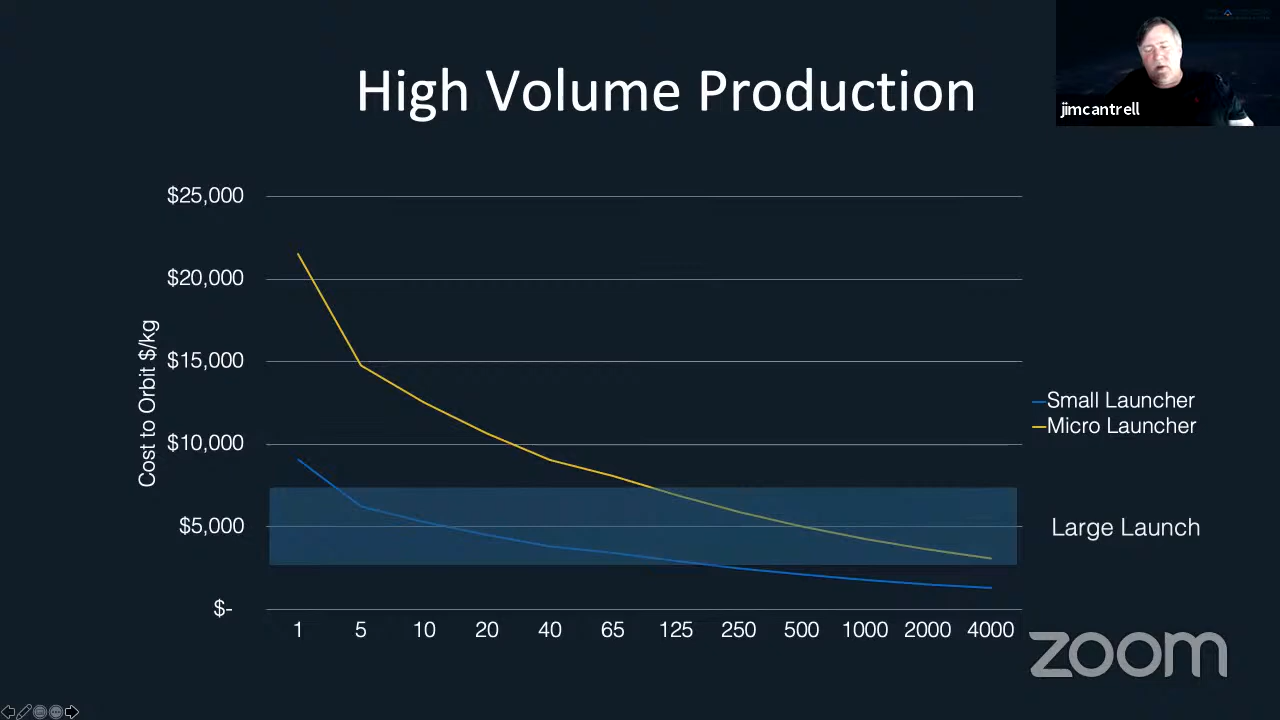 High Volume Production
jimcantrell
$25,000
$20,000
$15,000
$10,000
$5,000
$-
Cost to Orbit $/kg
1 5 10 20 40 65 125 250 500 1000 2000 4000
Small Launcher
Micro Launcher
Large Launch
zoom